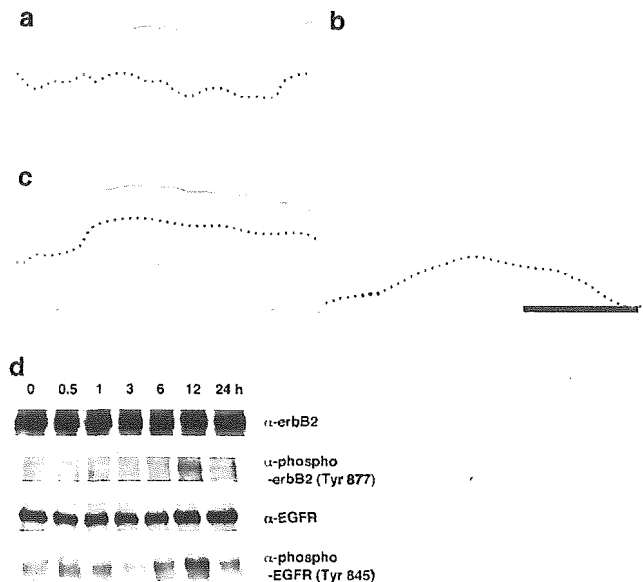 a
b
c
d
0 0.5 1 3 6 12 24 h
α-erbB2
α-phospho
-erbB2 (Tyr 877)
α-EGFR
α-phospho
-EGFR (Tyr 845)